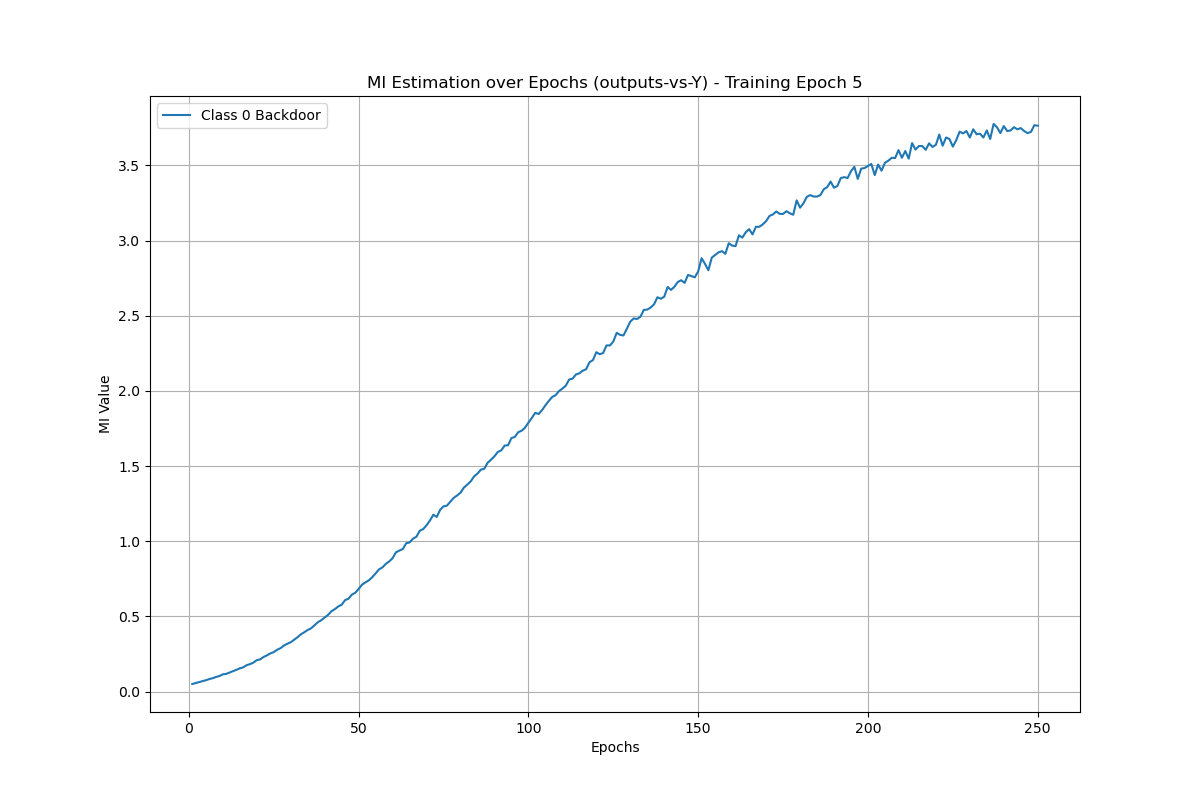 MI Estimation over Epochs (outputs-vs-Y) - Training Epoch 5
Class 0 Backdoor
MI Value
3.5
3.0
2.5
2.0
1.5
1.0
0.5
0.0
0 50 100 150 200 250
Epochs